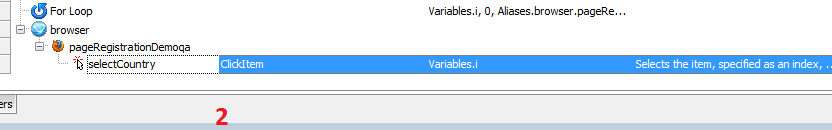 For Loop Variables.i, 0, Aliases.browser.pageRe...
browser
pageRegistrationDemoqa
selectCountry ClickItem Variables.i Selects the item, specified as an index, ...
ers
2